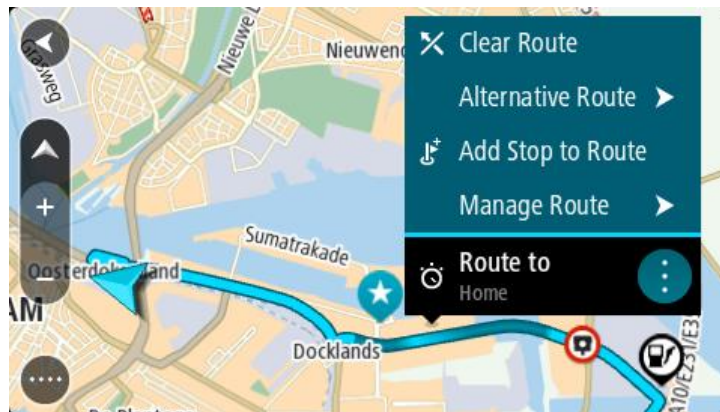 Grasweg
Nieuwe L
Nieuwend
Clear Route
Alternative Route
Add Stop to Route
Manage Route
Route to
Home
Sumatrakade
AM
Docklands
A10/E231/E3